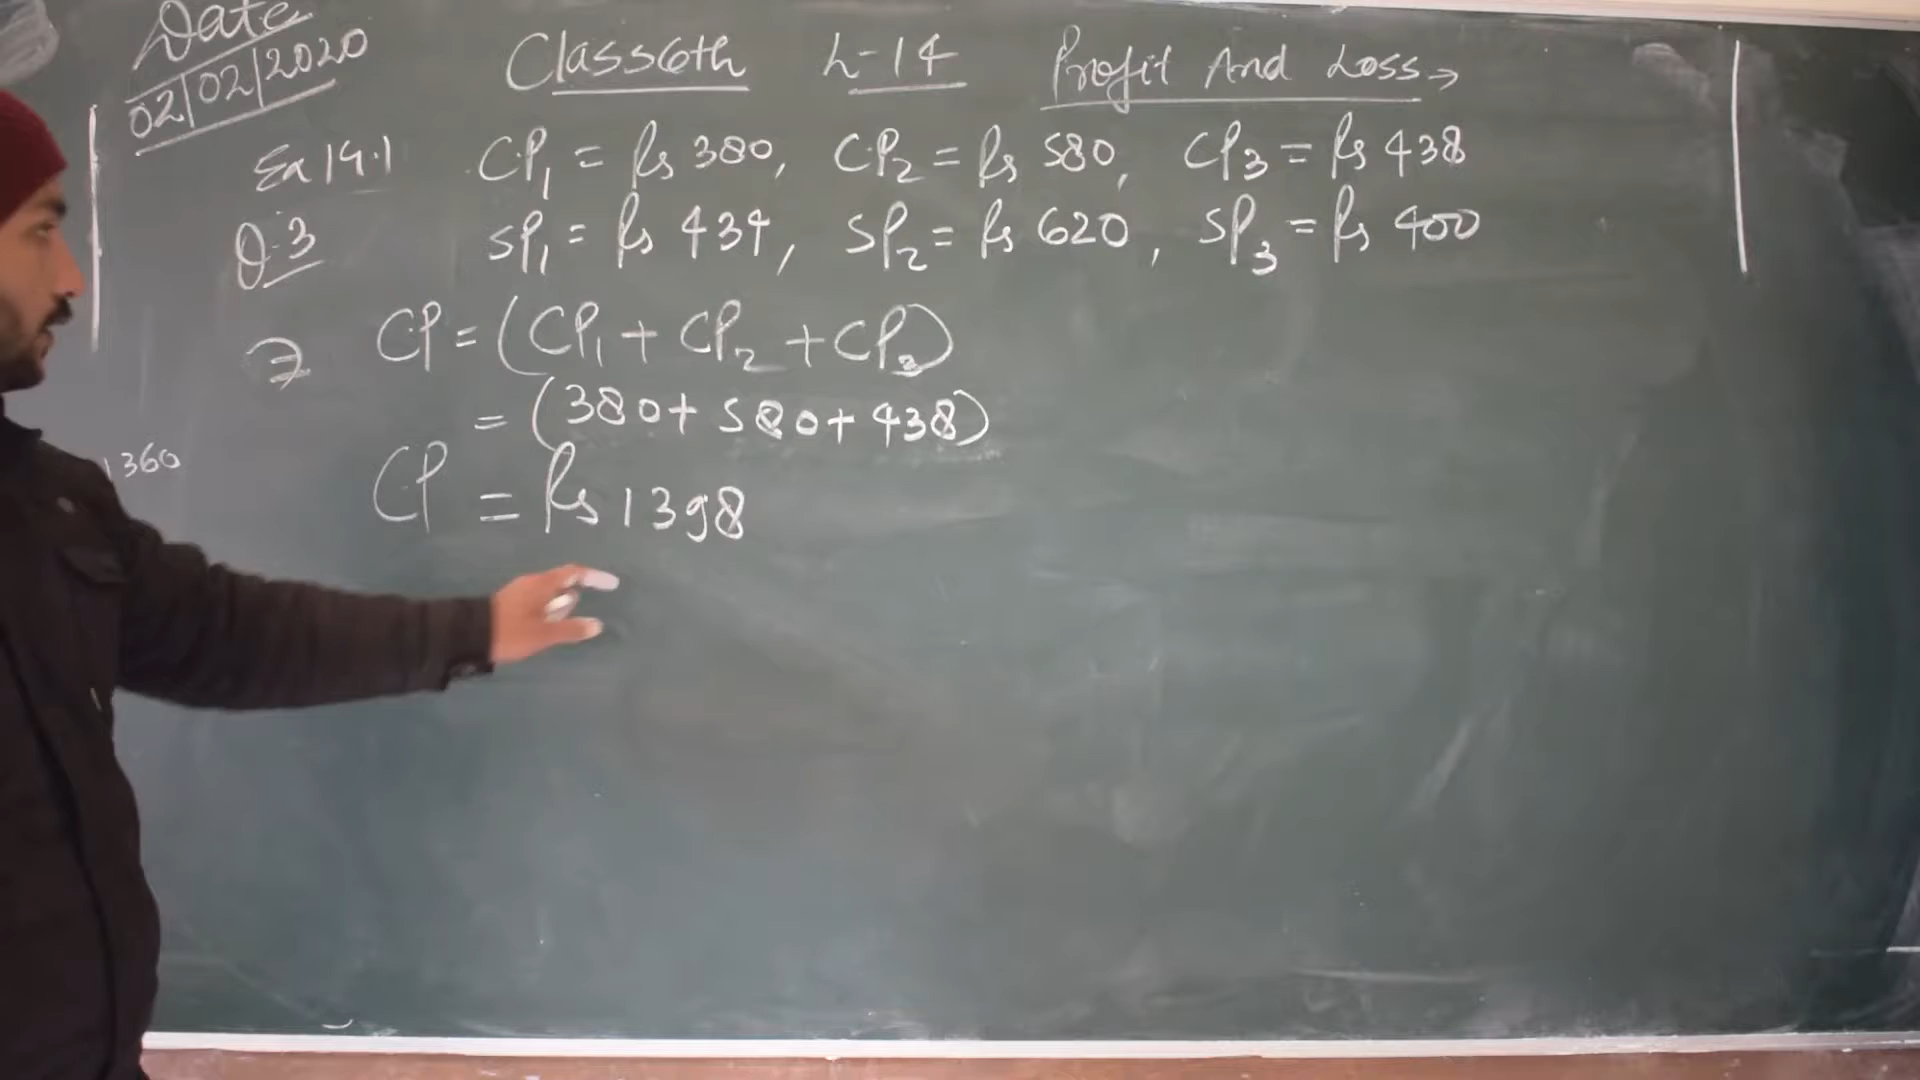 Date
02/02/2020
Class 6th L-14 Profit And Loss→
Ex 14.1 CP₁ = Rs 380, CP₂ = Rs 580, CP₃ = Rs 438
Q.3 SP₁ = Rs 434, SP₂ = Rs 620, SP₃ = Rs 400
CP = (CP₁ + CP₂ + CP₃)
= (380 + 580 + 438)
1360
CP = Rs 1398